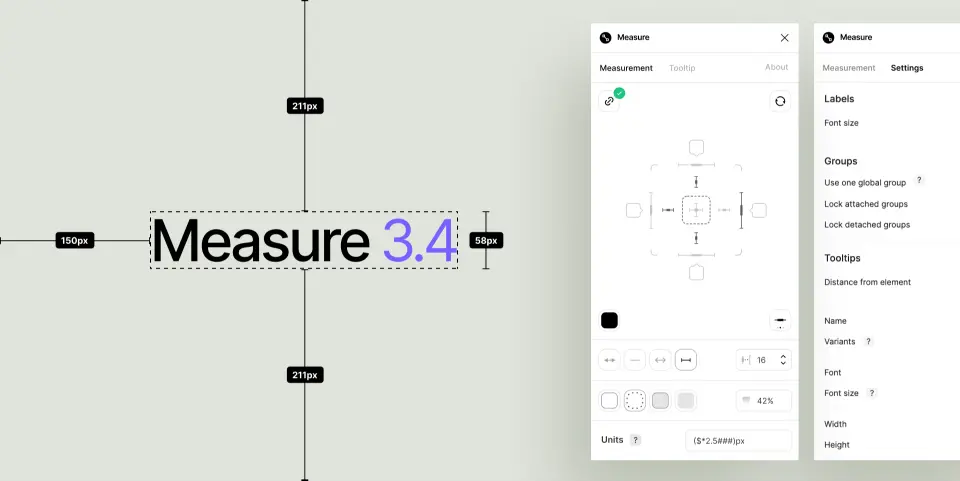 211px
150px
Measure 3.4
58px
211px
Measure
Measurement
Tooltip
About
16
42%
Units
?
($*2.5###)px
Measure
Measurement
Settings
Labels
Font size
Groups
Use one global group ?
Lock attached groups
Lock detached groups
Tooltips
Distance from element
Name
Variants ?
Font
Font size ?
Width
Height